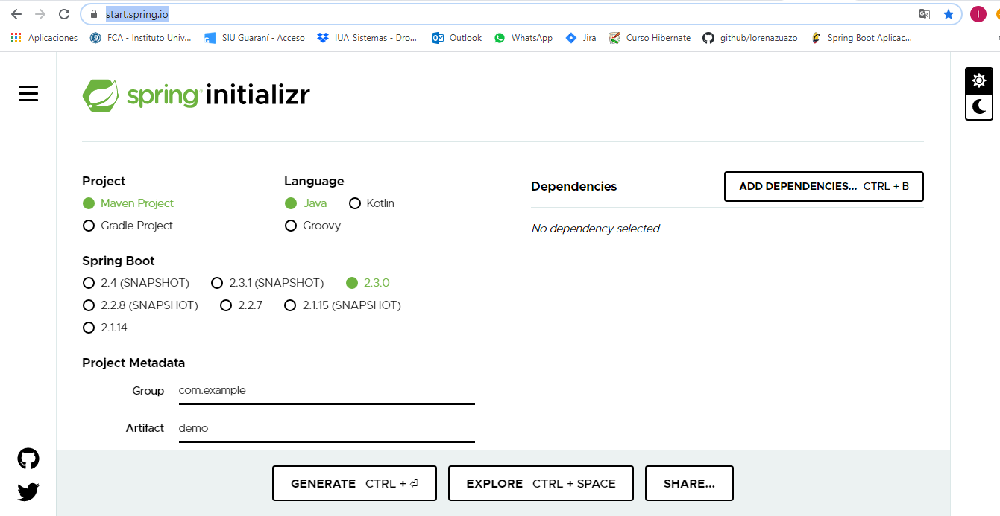 start.spring.io
Aplicaciones FCA - Instituto Univ... SIU Guaraní - Acceso IUA_Sistemas - Dro... Outlook WhatsApp Jira Curso Hibernate github/lorenazuazo Spring Boot Aplicac...
I
spring initializr
Project
Maven Project
Gradle Project
Language
Java Kotlin
Groovy
Spring Boot
2.4 (SNAPSHOT) 2.3.1 (SNAPSHOT) 2.3.0
2.2.8 (SNAPSHOT) 2.2.7 2.1.15 (SNAPSHOT)
2.1.14
Project Metadata
Group com.example
Artifact demo
Dependencies ADD DEPENDENCIES... CTRL + B
No dependency selected
GENERATE CTRL + ⏎ EXPLORE CTRL + SPACE SHARE...